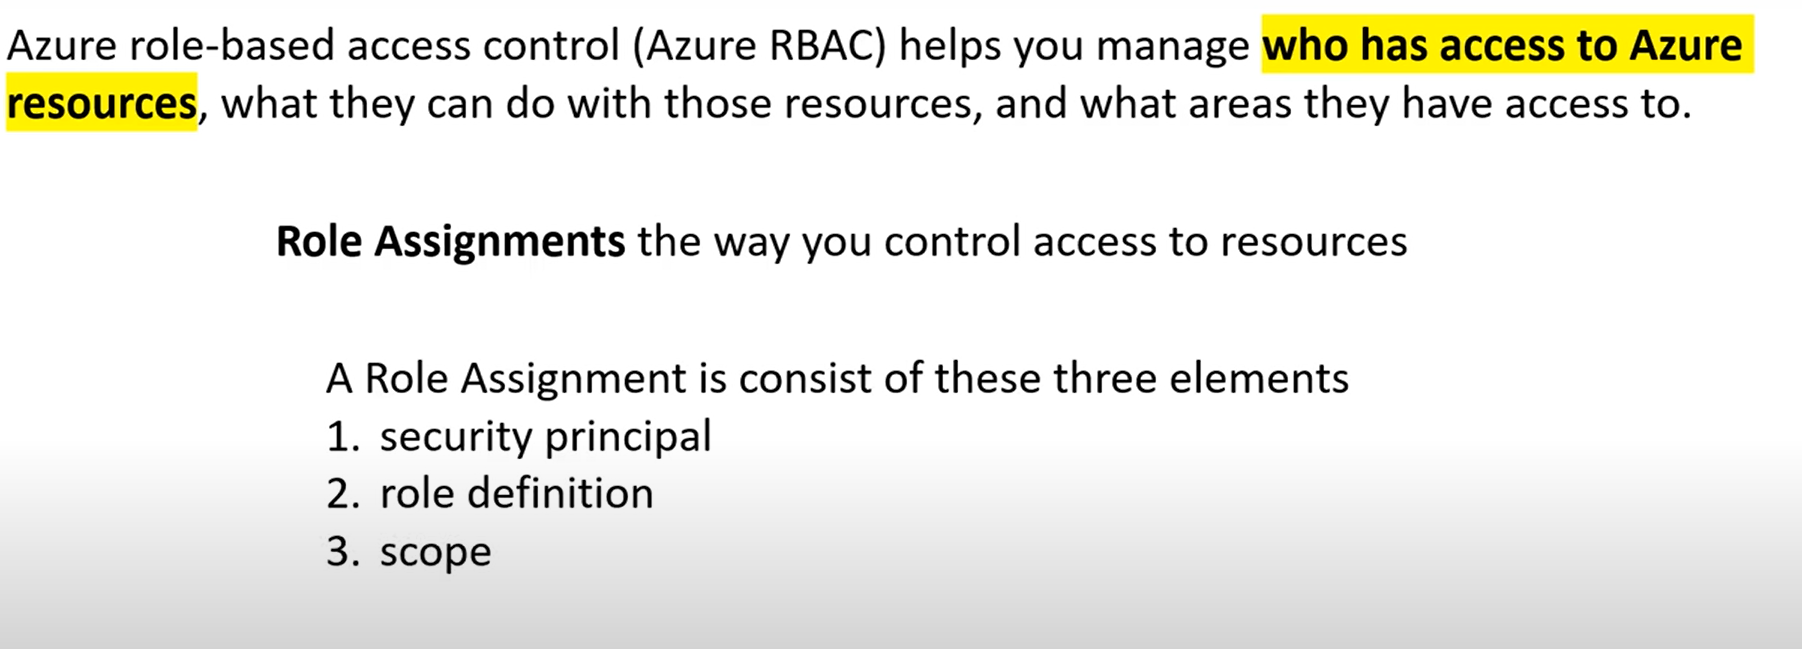 Azure role-based access control (Azure RBAC) helps you manage who has access to Azure
resources, what they can do with those resources, and what areas they have access to.
Role Assignments the way you control access to resources
A Role Assignment is consist of these three elements
1. security principal
2. role definition
3. scope